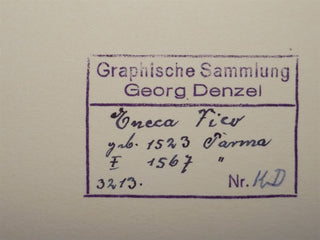 Graphische Sammlung
Georg Denzel
Eneca Vico
geb. 1523 Parma
1567 "
3213. Nr.